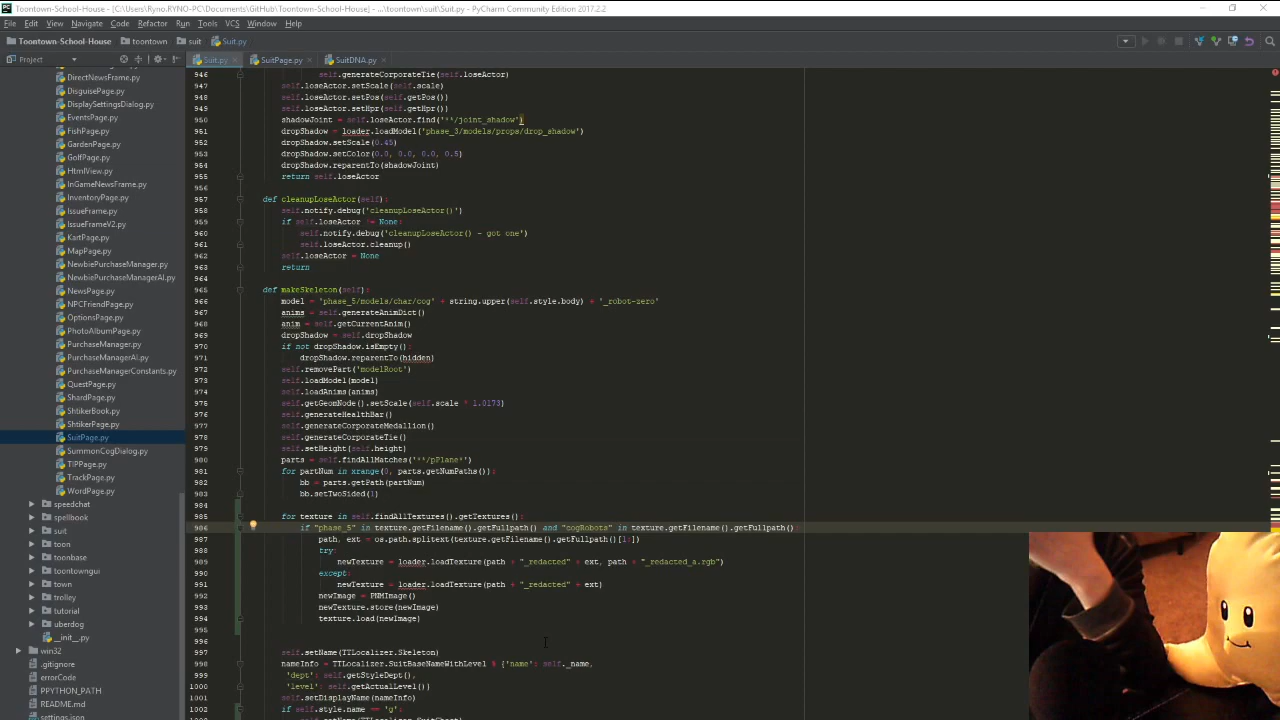 Toontown-School-House [C:\Users\Ryno.RYNO-PC\Documents\GitHub\Toontown-School-House] - ...\toontown\suit\Suit.py - PyCharm Community Edition 2017.2.2
File Edit View Navigate Code Refactor Run Tools VCS Window Help
Toontown-School-House toontown suit Suit.py
Project Suit.py SuitPage.py SuitDNA.py
DirectNewsFrame.py
DisguisePage.py
DisplaySettingsDialog.py
EventsPage.py
FishPage.py
GardenPage.py
GolfPage.py
HtmlView.py
InGameNewsFrame.py
InventoryPage.py
IssueFrame.py
IssueFrameV2.py
KartPage.py
MapPage.py
NewbiePurchaseManager.py
NewbiePurchaseManagerAI.py
NewsPage.py
NPCFriendPage.py
OptionsPage.py
PhotoAlbumPage.py
PurchaseManager.py
PurchaseManagerAI.py
PurchaseManagerConstants.py
QuestPage.py
ShardPage.py
ShtikerBook.py
ShtikerPage.py
SuitPage.py
SummonCogDialog.py
TIPPage.py
TrackPage.py
WordPage.py
speedchat
spellbook
suit
toon
toonbase
toontowngui
town
trolley
tutorial
uberdog
__init__.py
win32
.gitignore
errorCode
PPYTHON_PATH
README.md
settings.json
946 self.generateCorporateTie(self.loseActor)
947 self.loseActor.setScale(self.scale)
948 self.loseActor.setPos(self.getPos())
949 self.loseActor.setHpr(self.getHpr())
950 shadowJoint = self.loseActor.find('**/joint_shadow')
951 dropShadow = loader.loadModel('phase_3/models/props/drop_shadow')
952 dropShadow.setScale(0.45)
953 dropShadow.setColor(0.0, 0.0, 0.0, 0.5)
954 dropShadow.reparentTo(shadowJoint)
955 return self.loseActor
956
957 def cleanupLoseActor(self):
958 self.notify.debug('cleanupLoseActor()')
959 if self.loseActor != None:
960 self.notify.debug('cleanupLoseActor() - got one')
961 self.loseActor.cleanup()
962 self.loseActor = None
963 return
964
965 def makeSkeleton(self):
966 model = 'phase_5/models/char/cog' + string.upper(self.style.body) + '_robot-zero'
967 anims = self.generateAnimDict()
968 anim = self.getCurrentAnim()
969 dropShadow = self.dropShadow
970 if not dropShadow.isEmpty():
971 dropShadow.reparentTo(hidden)
972 self.removePart('modelRoot')
973 self.loadModel(model)
974 self.loadAnims(anims)
975 self.getGeomNode().setScale(self.scale * 1.0173)
976 self.generateHealthBar()
977 self.generateCorporateMedallion()
978 self.generateCorporateTie()
979 self.setHeight(self.height)
980 parts = self.findAllMatches('**/pPlane*')
981 for partNum in xrange(0, parts.getNumPaths()):
982 bb = parts.getPath(partNum)
983 bb.setTwoSided(1)
984
985 for texture in self.findAllTextures().getTextures():
986 if "phase_5" in texture.getFilename().getFullpath() and "cogRobots" in texture.getFilename().getFullpath():
987 path, ext = os.path.splitext(texture.getFilename().getFullpath()[1:])
988 try:
989 newTexture = loader.loadTexture(path + "_redacted" + ext, path + "_redacted_a.rgb")
990 except:
991 newTexture = loader.loadTexture(path + "_redacted" + ext)
992 newImage = PNMImage()
993 newTexture.store(newImage)
994 texture.load(newImage)
995
996
997 self.setName(TTLocalizer.Skeleton)
998 nameInfo = TTLocalizer.SuitBaseNameWithLevel % {'name': self._name,
999 'dept': self.getStyleDept(),
1000 'level': self.getActualLevel()}
1001 self.setDisplayName(nameInfo)
1002 if self.style.name == 'g':